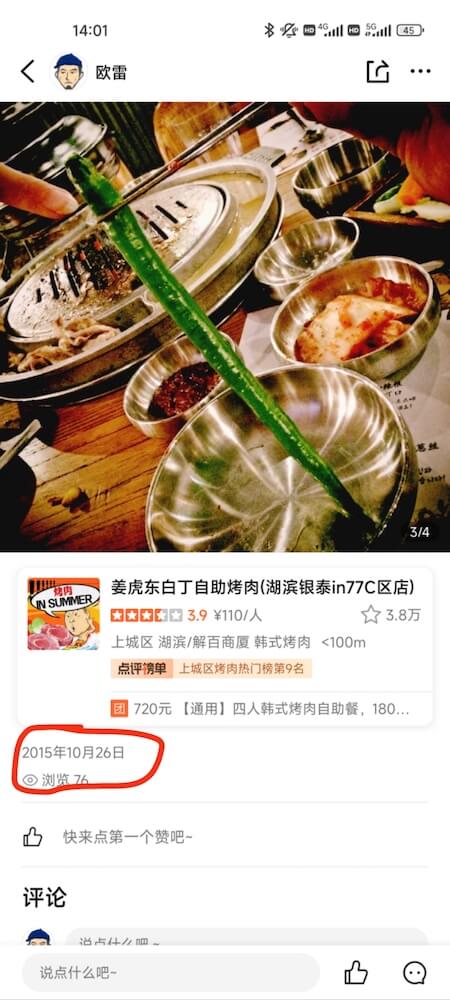 14:01
HD 4G HD 5G 45
欧雷
3/4
烤肉
IN SUMMER
姜虎东白丁自助烤肉(湖滨银泰in77C区店)
3.9 ¥110/人 3.8万
上城区 湖滨/解百商厦 韩式烤肉 <100m
点评榜单 上城区烤肉热门榜第9名
团 720元 【通用】四人韩式烤肉自助餐，180...
2015年10月26日
浏览 76
快来点第一个赞吧~
评论
说点什么吧~
说点什么吧~